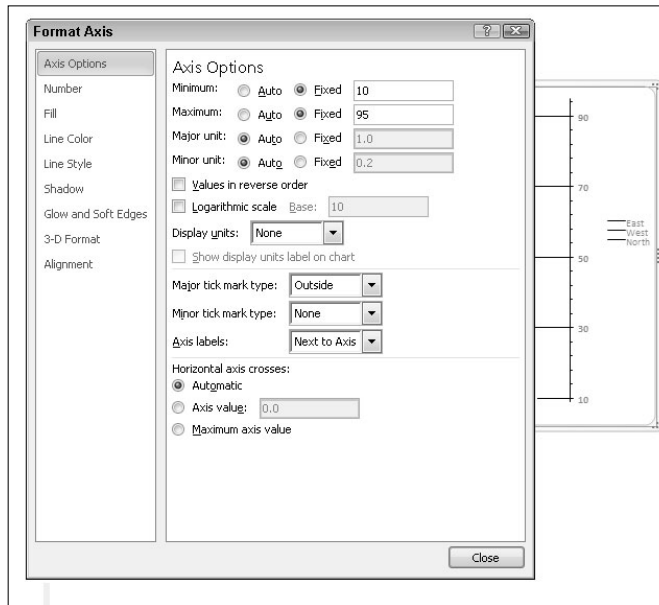 Format Axis
Axis Options
Number
Fill
Line Color
Line Style
Shadow
Glow and Soft Edges
3-D Format
Alignment
Axis Options
Minimum: Auto Fixed 10
Maximum: Auto Fixed 95
Major unit: Auto Fixed 1.0
Minor unit: Auto Fixed 0.2
Values in reverse order
Logarithmic scale Base: 10
Display units: None
Show display units label on chart
Major tick mark type: Outside
Minor tick mark type: None
Axis labels: Next to Axis
Horizontal axis crosses:
Automatic
Axis value: 0.0
Maximum axis value
Close
90
70
50
30
10
East
West
North